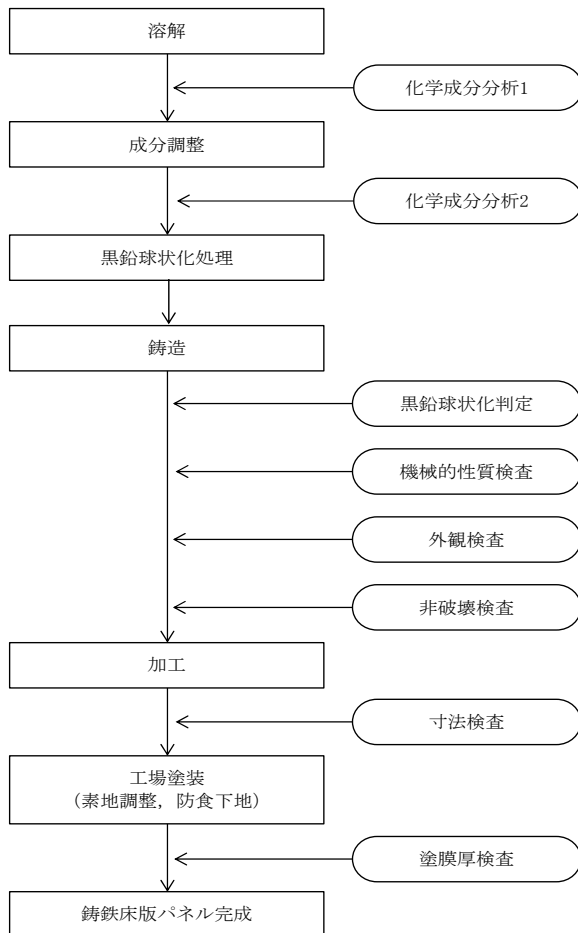 溶解
化学成分分析1
成分調整
化学成分分析2
黒鉛球状化処理
鋳造
黒鉛球状化判定
機械的性質検査
外観検査
非破壊検査
加工
寸法検査
工場塗装
(素地調整，防食下地)
塗膜厚検査
鋳鉄床版パネル完成